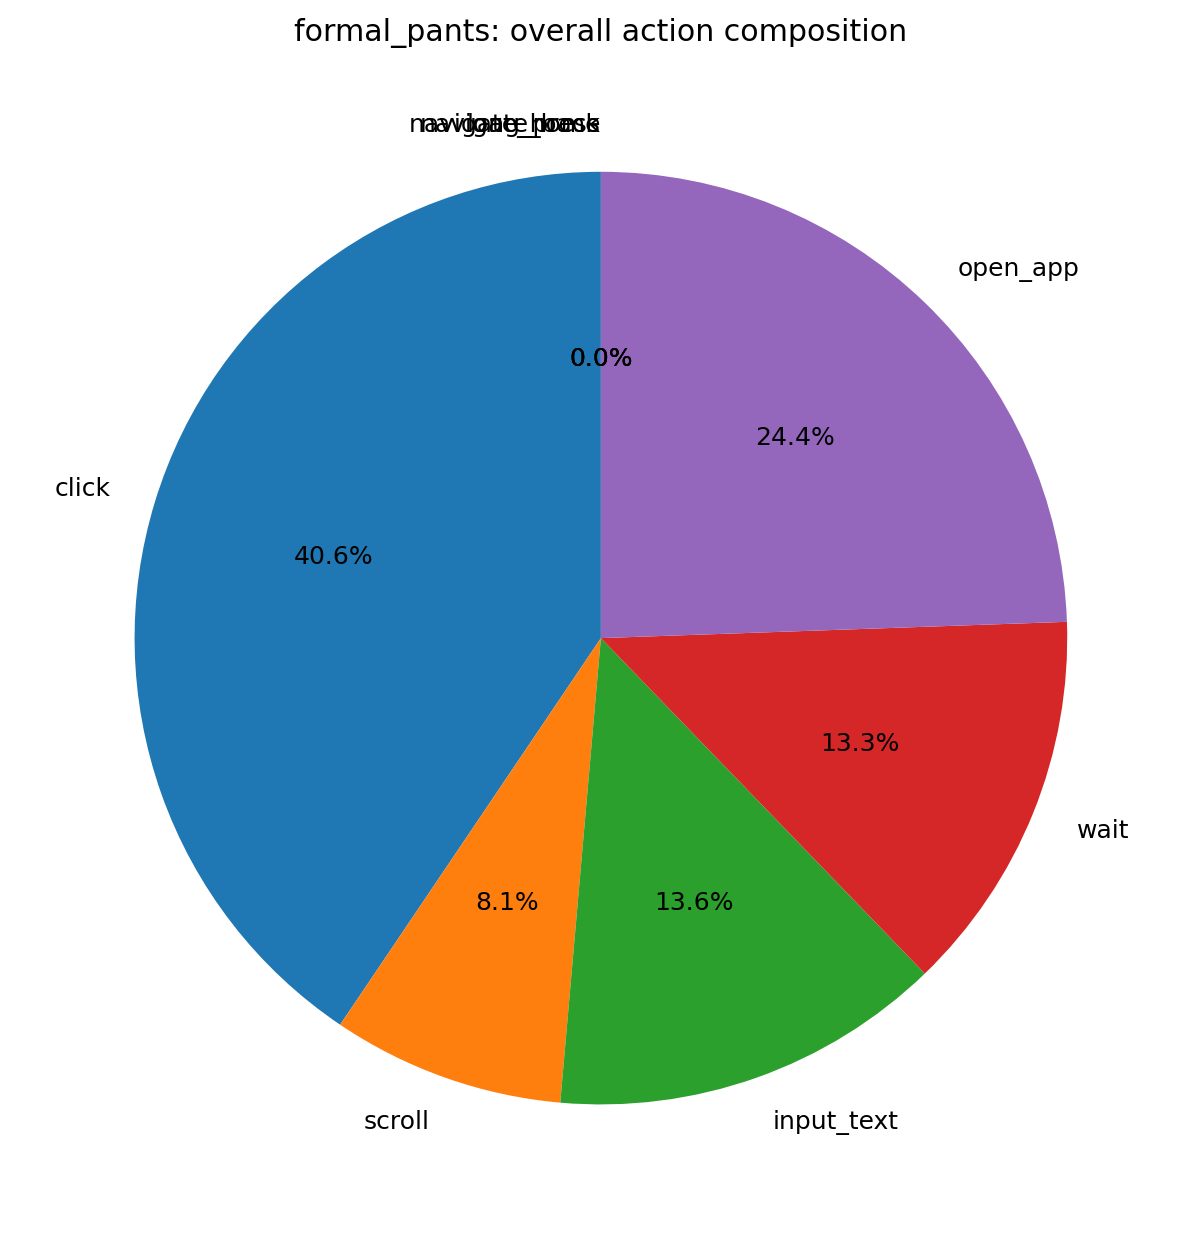 formal_pants: overall action composition
open_app
0.0%
24.4%
click
40.6%
13.3%
wait
8.1%
13.6%
scroll
input_text